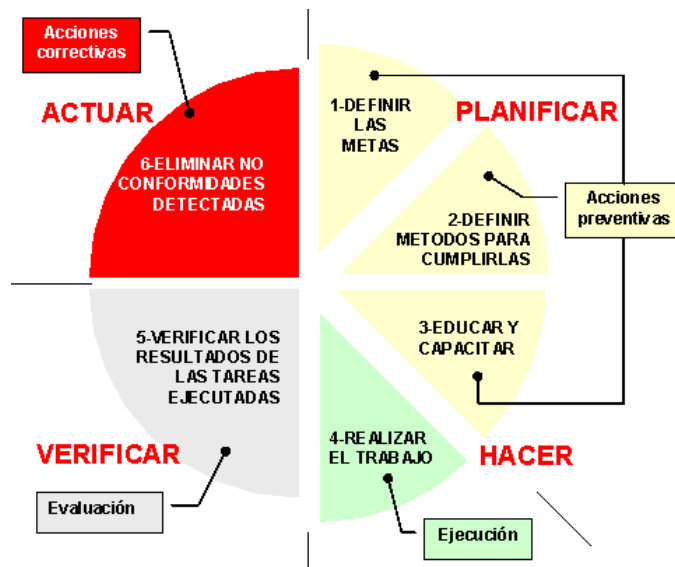 Acciones
correctivas
ACTUAR
6-ELIMINAR NO
CONFORMIDADES
DETECTADAS
1-DEFINIR
LAS
METAS
PLANIFICAR
2-DEFINIR
METODOS PARA
CUMPLIRLAS
Acciones
preventivas
3-EDUCAR Y
CAPACITAR
HACER
4-REALIZAR
EL TRABAJO
Ejecución
5-VERIFICAR LOS
RESULTADOS DE
LAS TAREAS
EJECUTADAS
VERIFICAR
Evaluación